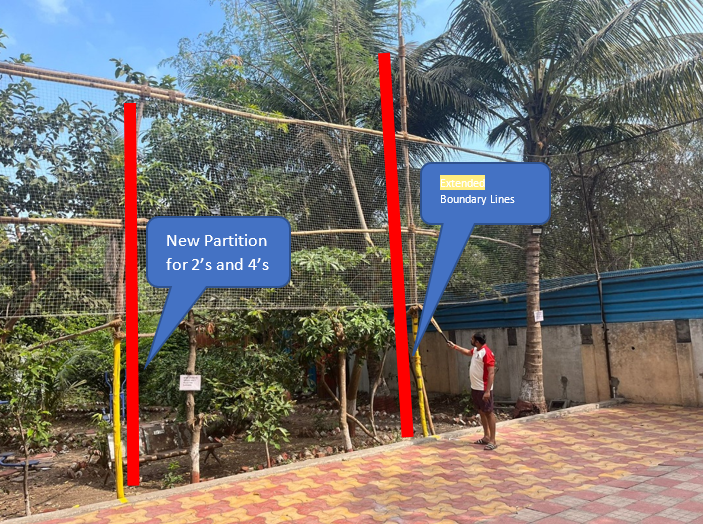 Extended
Boundary Lines
New Partition
for 2's and 4's